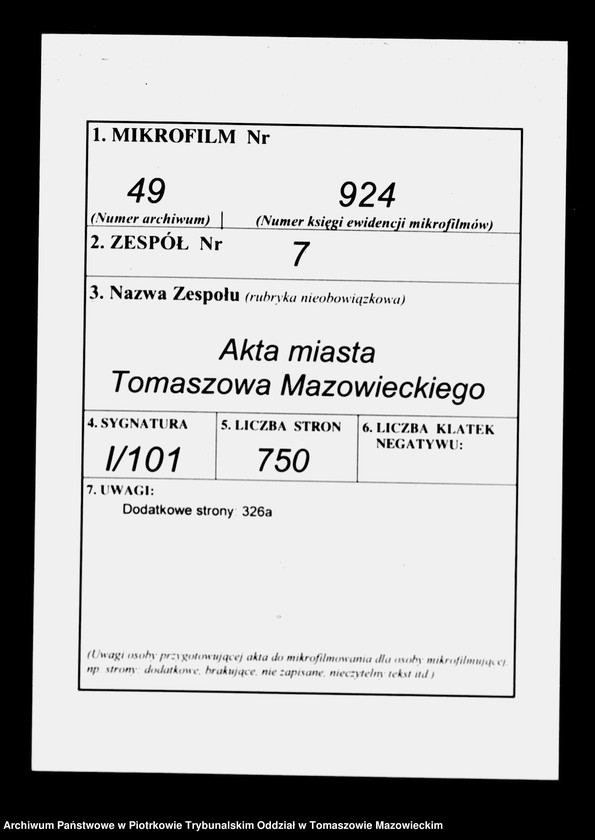 1. MIKROFILM Nr
49 924
(Numer archiwum) (Numer księgi ewidencji mikrofilmów)
2. ZESPÓŁ Nr 7
3. Nazwa Zespołu (rubryka nieobowiązkowa)
Akta miasta
Tomaszowa Mazowieckiego
4. SYGNATURA
I/101
5. LICZBA STRON
750
6. LICZBA KLATEK
NEGATYWU:
7. UWAGI:
Dodatkowe strony: 326a
(Uwagi osoby przygotowującej akta do mikrofilmowania dla osoby mikrofilmującej,
np. strony: dodatkowe, brakujące, nie zapisane, nieczytelny tekst itd.)
Archiwum Państwowe w Piotrkowie Trybunalskim Oddział w Tomaszowie Mazowieckim